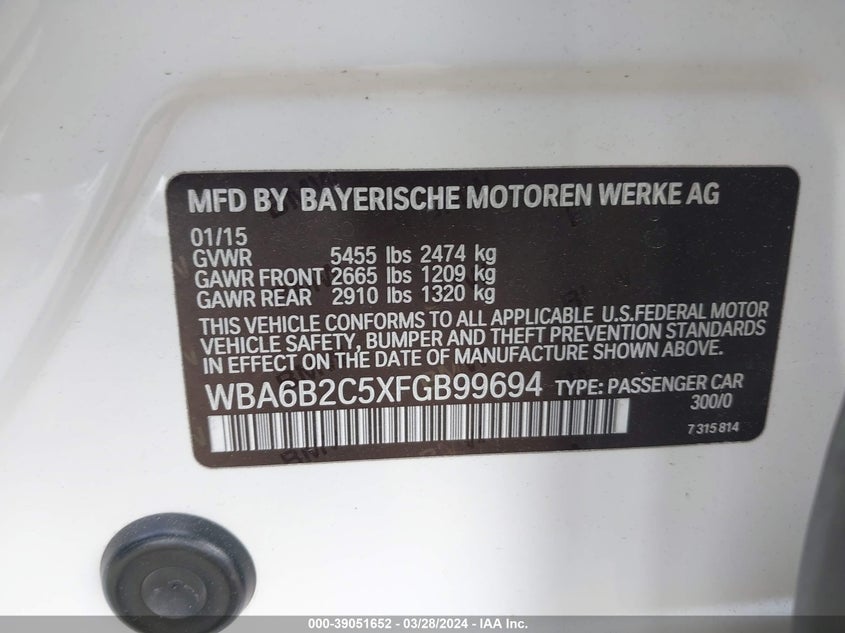 MFD BY BAYERISCHE MOTOREN WERKE AG
01/15
GVWR 5455 lbs 2474 kg
GAWR FRONT 2665 lbs 1209 kg
GAWR REAR 2910 lbs 1320 kg
THIS VEHICLE CONFORMS TO ALL APPLICABLE U.S.FEDERAL MOTOR
VEHICLE SAFETY, BUMPER AND THEFT PREVENTION STANDARDS
IN EFFECT ON THE DATE OF MANUFACTURE SHOWN ABOVE.
WBA6B2C5XFGB99694 TYPE: PASSENGER CAR
300/0
7 315 814
000-39051652 - 03/28/2024 - IAA Inc.